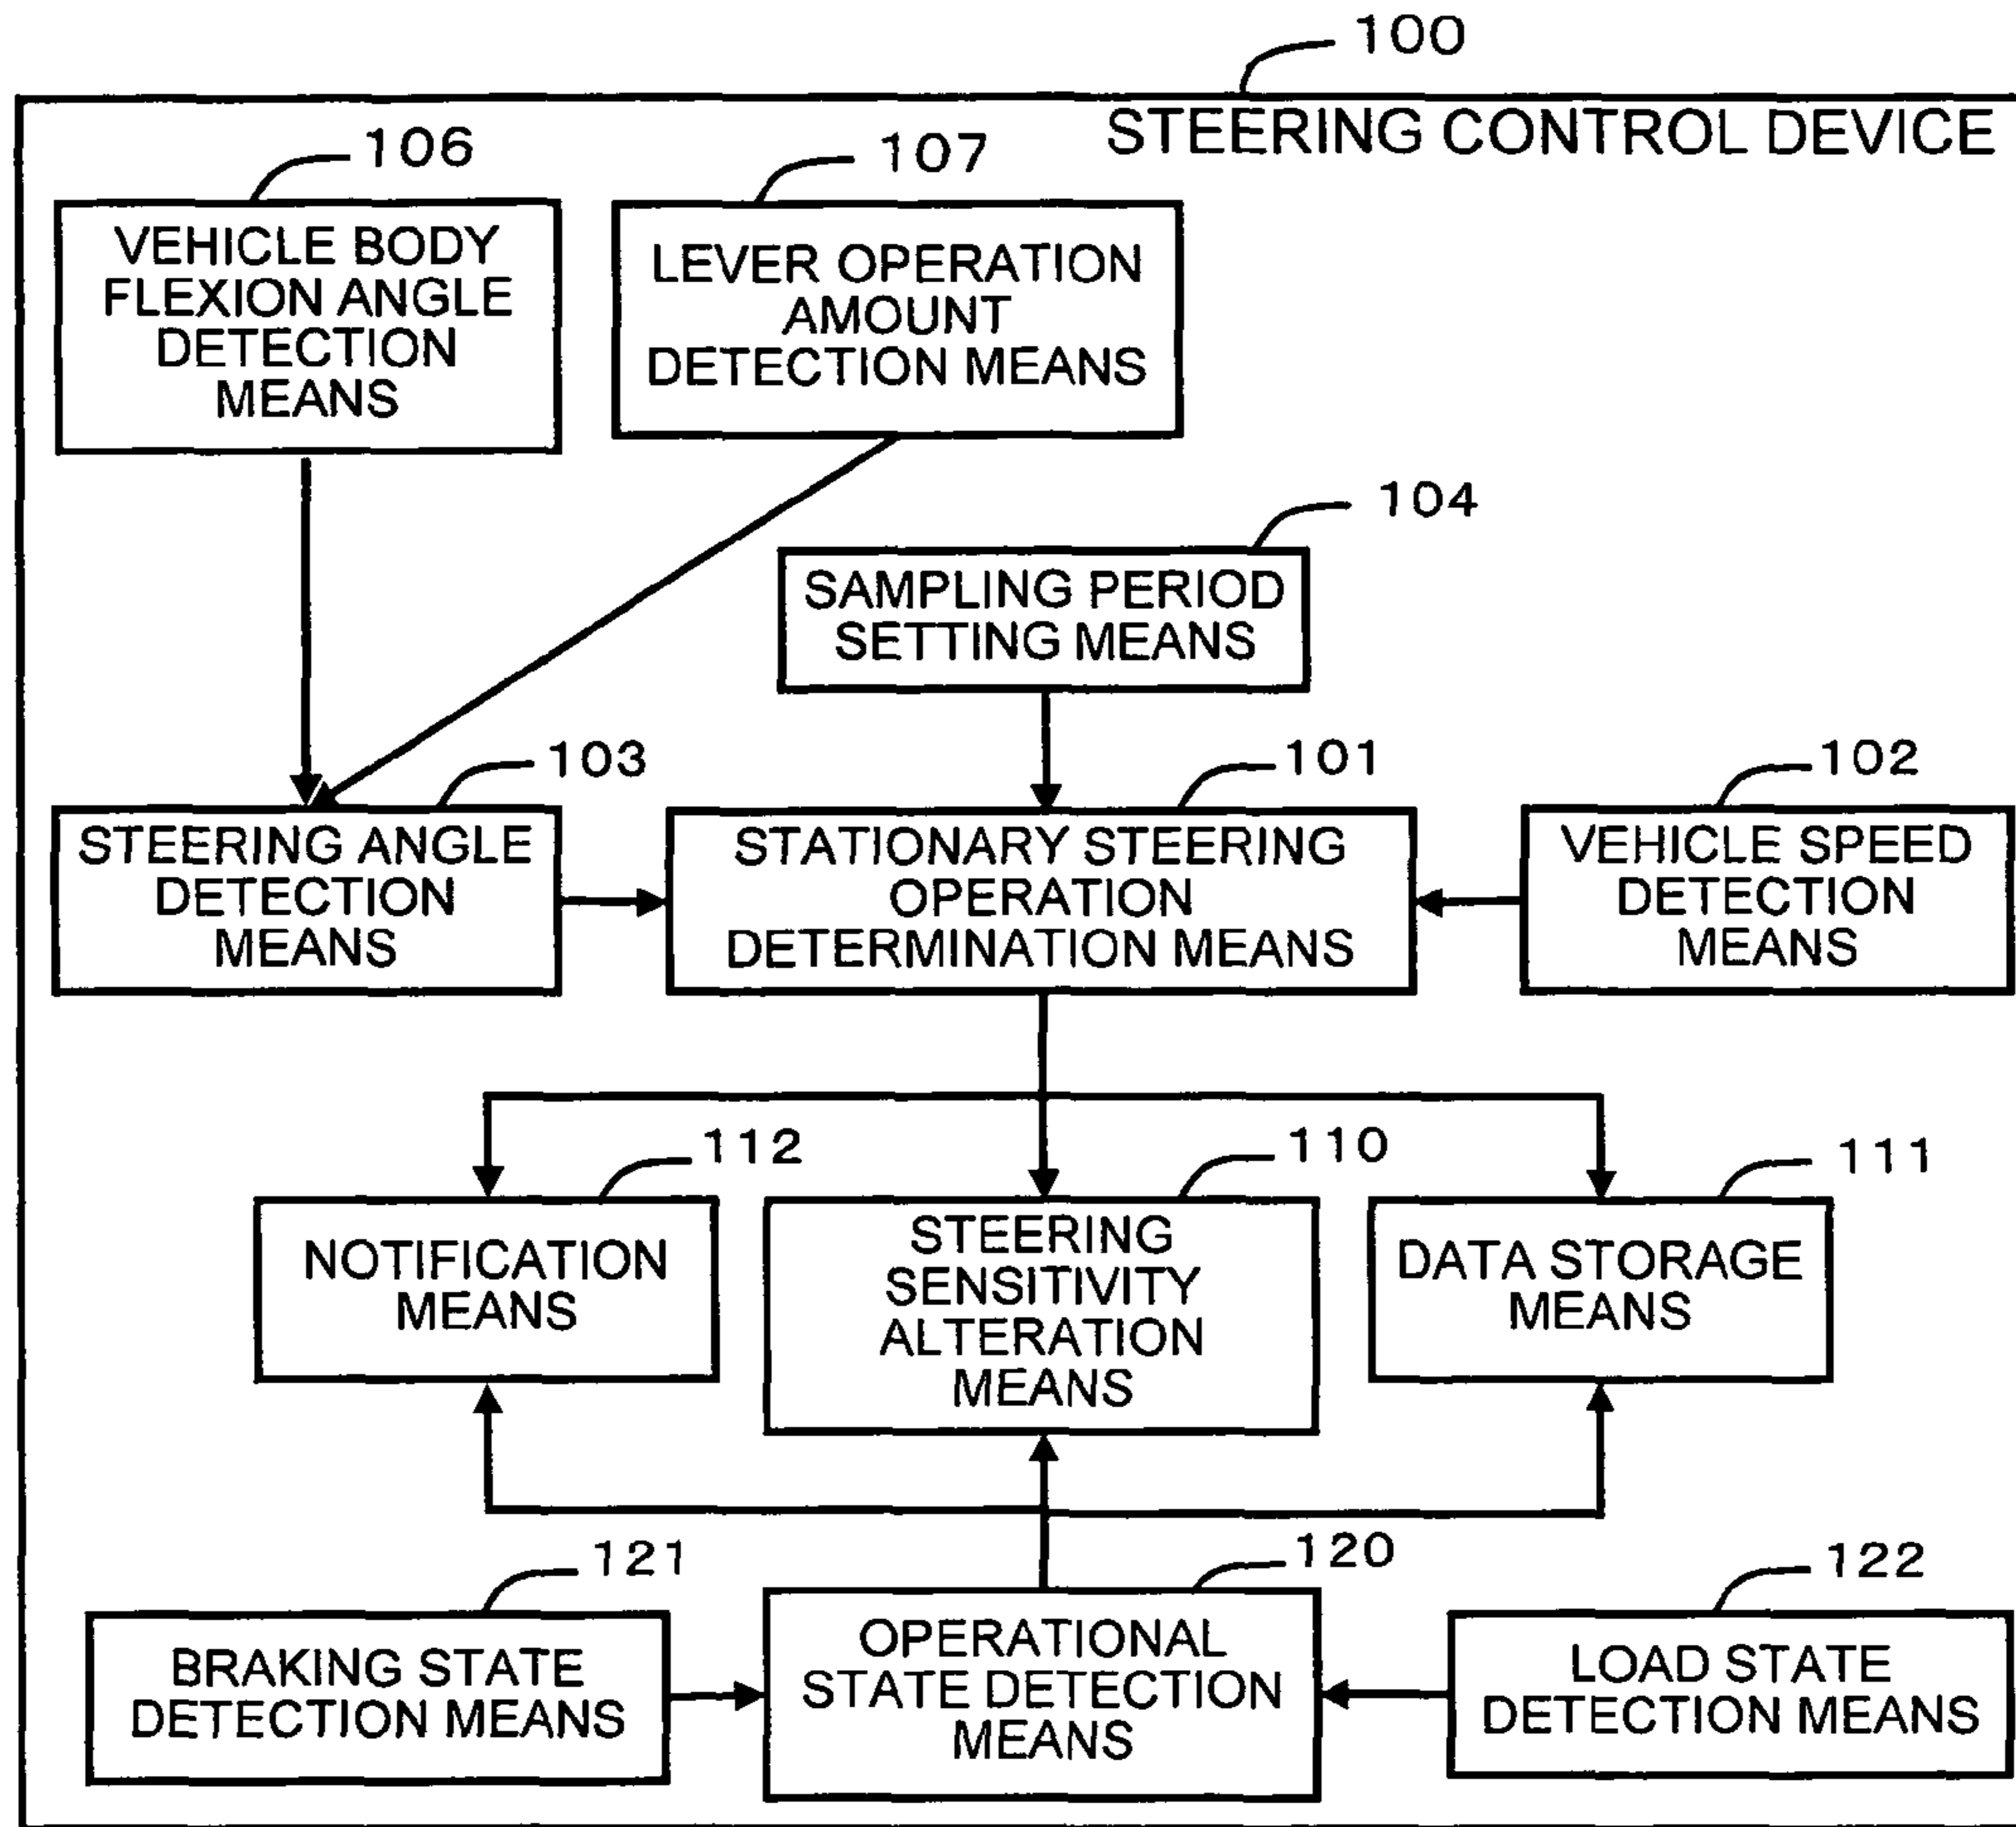 100
STEERING CONTROL DEVICE
106
VEHICLE BODY
FLEXION ANGLE
DETECTION
MEANS
107
LEVER OPERATION
AMOUNT
DETECTION MEANS
104
SAMPLING PERIOD
SETTING MEANS
103
STEERING ANGLE
DETECTION
MEANS
101
STATIONARY STEERING
OPERATION
DETERMINATION MEANS
102
VEHICLE SPEED
DETECTION
MEANS
112
NOTIFICATION
MEANS
110
STEERING
SENSITIVITY
ALTERATION
MEANS
111
DATA STORAGE
MEANS
121
BRAKING STATE
DETECTION MEANS
120
OPERATIONAL
STATE DETECTION
MEANS
122
LOAD STATE
DETECTION MEANS